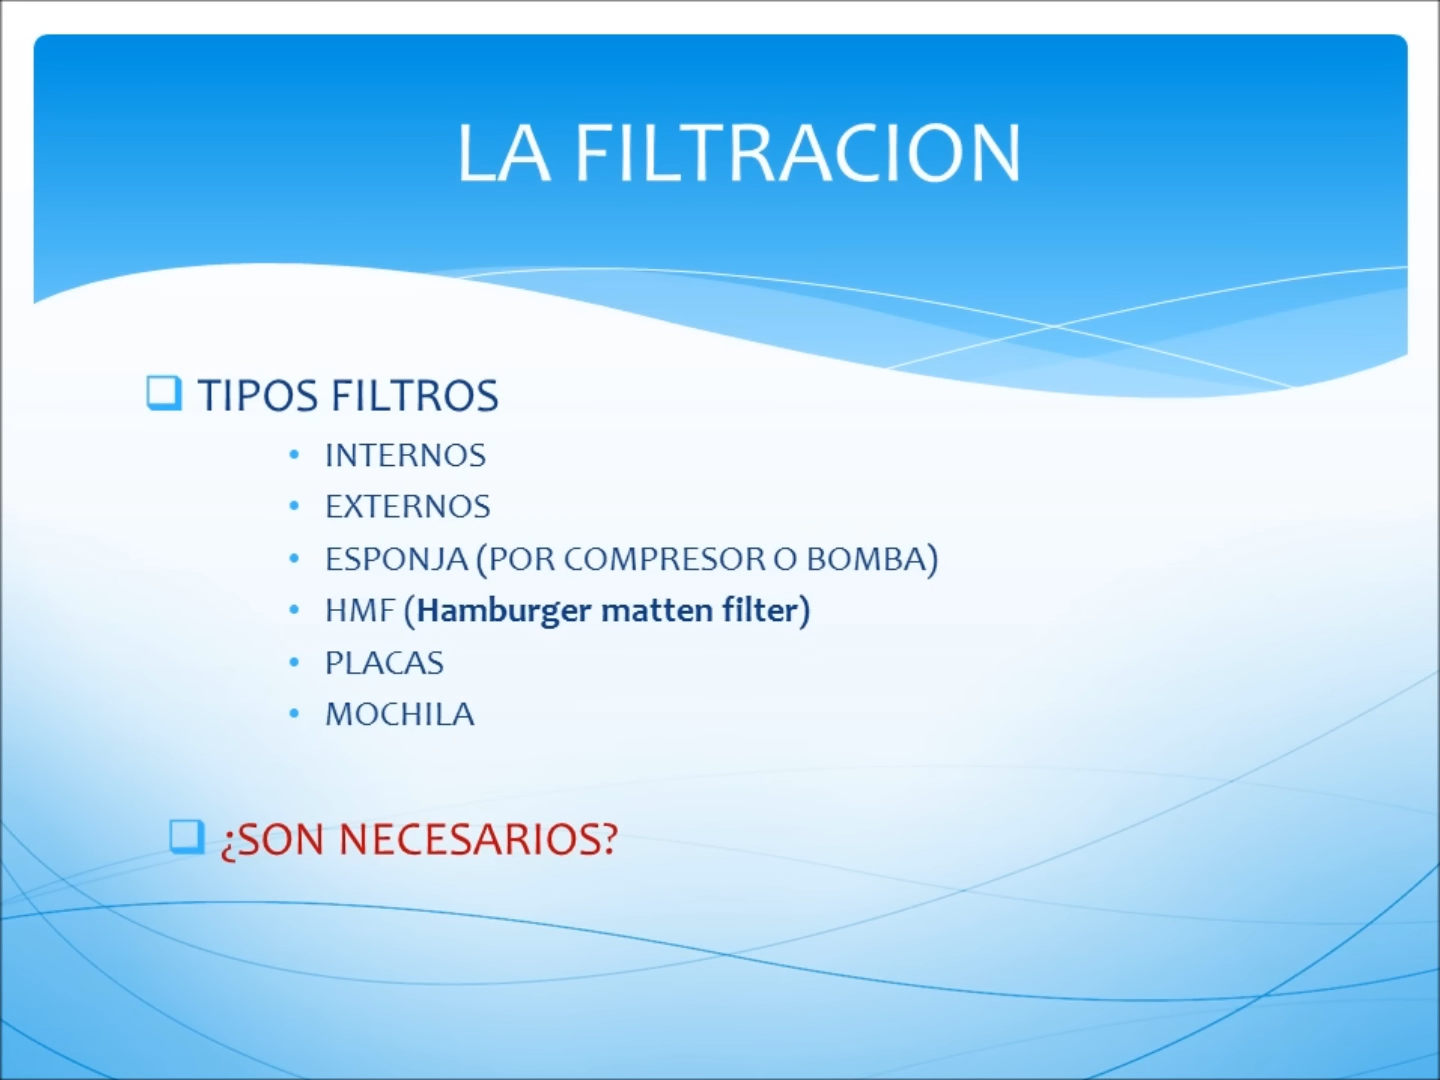 LA FILTRACION
TIPOS FILTROS
INTERNOS
EXTERNOS
ESPONJA (POR COMPRESOR O BOMBA)
HMF (Hamburger matten filter)
PLACAS
MOCHILA
¿SON NECESARIOS?